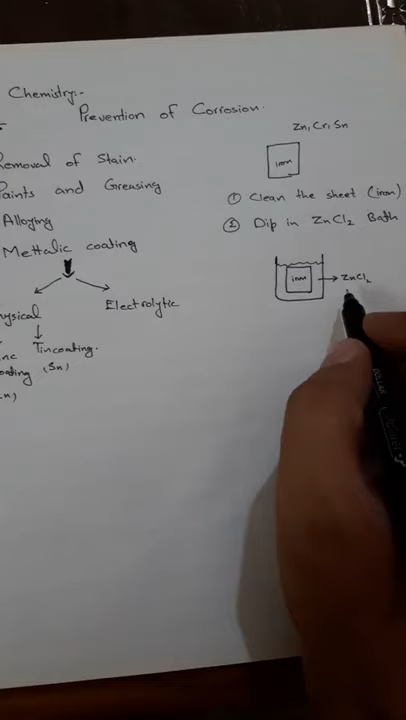 Chemistry:-
Prevention of Corrosion.
Removal of Stain.
Paints and Greasing
Alloying
Mettalic coating
Electrolytic
Tincoating.
(Sn)
Zn, Cr, Sn
iron
① Clean the sheet (iron)
② Dip in ZnCl2 Bath
iron → ZnCl2